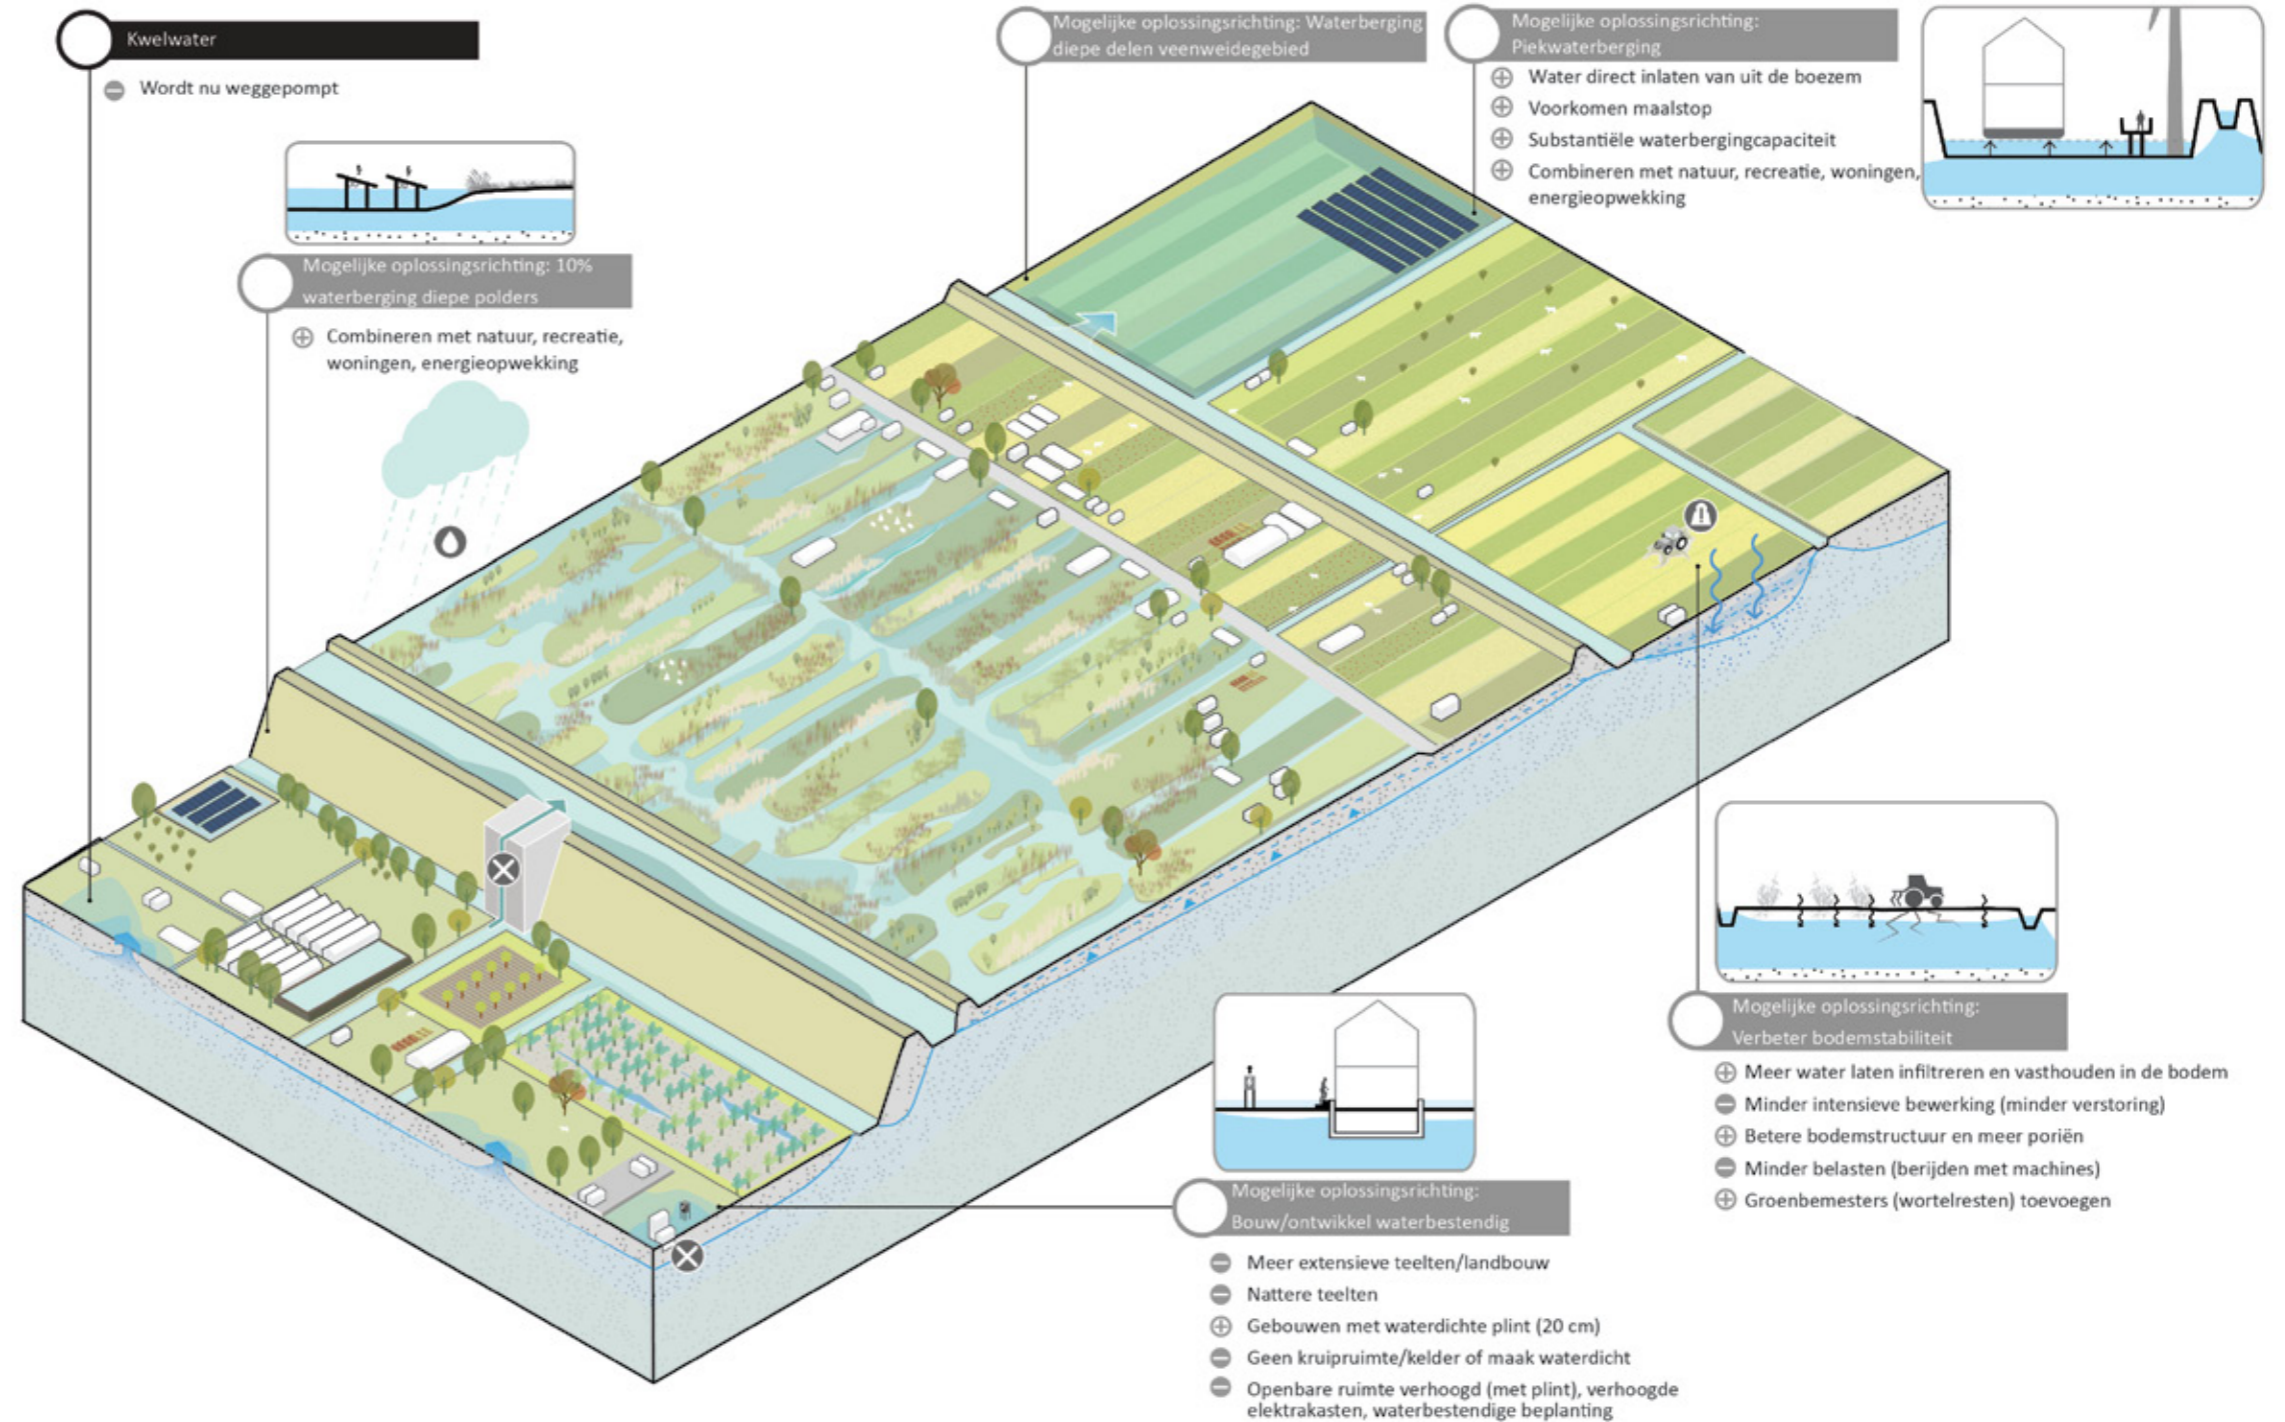 Kwelwater
Wordt nu weggepompt
Mogelijke oplossingsrichting: 10%
waterberging diepe polders
Combineren met natuur, recreatie,
woningen, energieopwekking
Mogelijke oplossingsrichting: Waterberging
diepe delen veenweidegebied
Mogelijke oplossingsrichting:
Piekwaterberging
Water direct inlaten van uit de boezem
Voorkomen maalstop
Substantiële waterbergingcapaciteit
Combineren met natuur, recreatie, woningen,
energieopwekking
Mogelijke oplossingsrichting:
Verbeter bodemstabiliteit
Meer water laten infiltreren en vasthouden in de bodem
Minder intensieve bewerking (minder verstoring)
Betere bodemstructuur en meer poriën
Minder belasten (berijden met machines)
Groenbemesters (wortelresten) toevoegen
Mogelijke oplossingsrichting:
Bouw/ontwikkel waterbestendig
Meer extensieve teelten/landbouw
Nattere teelten
Gebouwen met waterdichte plint (20 cm)
Geen kruipruimte/kelder of maak waterdicht
Openbare ruimte verhoogd (met plint), verhoogde
elektrakasten, waterbestendige beplanting